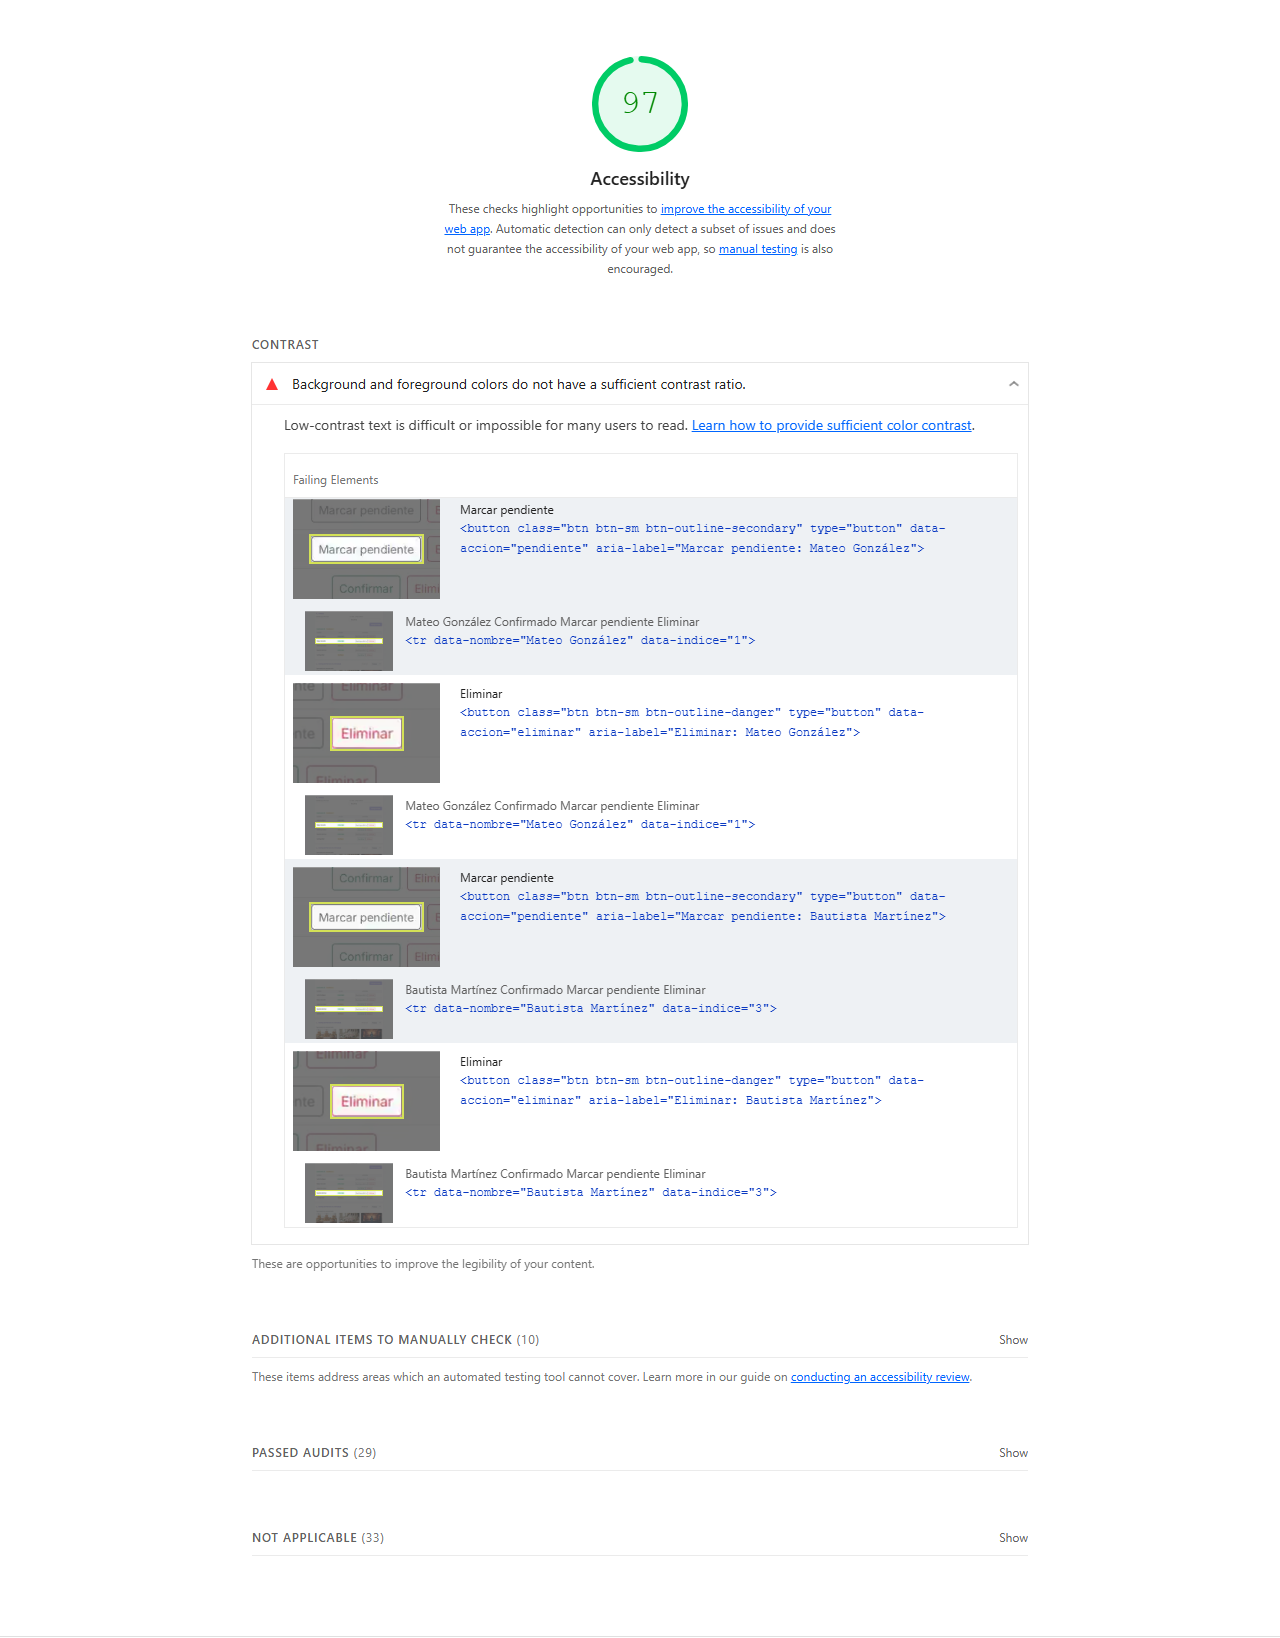 97
Accessibility
These checks highlight opportunities to improve the accessibility of your
web app. Automatic detection can only detect a subset of issues and does
not guarantee the accessibility of your web app, so manual testing is also
encouraged.
CONTRAST
Background and foreground colors do not have a sufficient contrast ratio.
Low-contrast text is difficult or impossible for many users to read. Learn how to provide sufficient color contrast.
Failing Elements
Marcar pendiente
Marcar pendiente
Confirmar
Marcar pendiente
<button class="btn btn-sm btn-outline-secondary" type="button" data-
accion="pendiente" aria-label="Marcar pendiente: Mateo González">
Mateo González Confirmado Marcar pendiente Eliminar
<tr data-nombre="Mateo González" data-indice="1">
Eliminar
Eliminar
Eliminar
Eliminar
<button class="btn btn-sm btn-outline-danger" type="button" data-
accion="eliminar" aria-label="Eliminar: Mateo González">
Mateo González Confirmado Marcar pendiente Eliminar
<tr data-nombre="Mateo González" data-indice="1">
Confirmar
Marcar pendiente
Confirmar
Marcar pendiente
<button class="btn btn-sm btn-outline-secondary" type="button" data-
accion="pendiente" aria-label="Marcar pendiente: Bautista Martínez">
Bautista Martínez Confirmado Marcar pendiente Eliminar
<tr data-nombre="Bautista Martínez" data-indice="3">
Eliminar
Eliminar
Eliminar
Eliminar
<button class="btn btn-sm btn-outline-danger" type="button" data-
accion="eliminar" aria-label="Eliminar: Bautista Martínez">
Bautista Martínez Confirmado Marcar pendiente Eliminar
<tr data-nombre="Bautista Martínez" data-indice="3">
These are opportunities to improve the legibility of your content.
ADDITIONAL ITEMS TO MANUALLY CHECK (10) Show
These items address areas which an automated testing tool cannot cover. Learn more in our guide on conducting an accessibility review.
PASSED AUDITS (29) Show
NOT APPLICABLE (33) Show